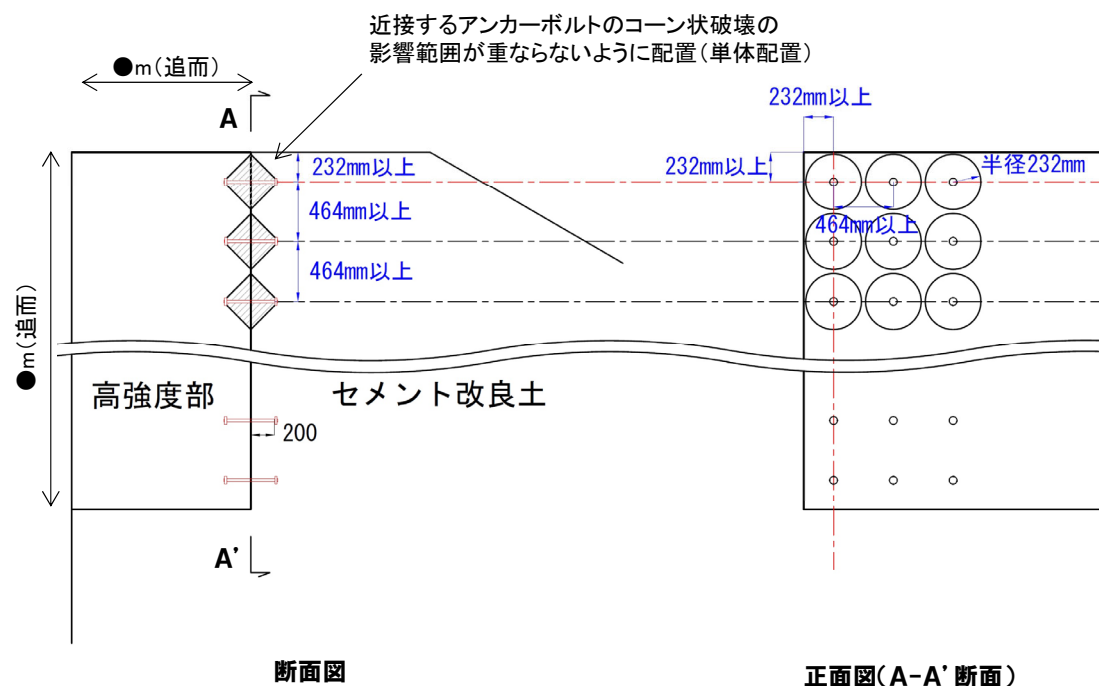 近接するアンカーボルトのコーン状破壊の
影響範囲が重ならないように配置(単体配置)
●m(追而)
A
232mm以上
232mm以上
464mm以上
464mm以上
232mm以上
半径232mm
464mm以上
●m(追而)
高強度部
セメント改良土
200
A'
断面図
正面図(A-A'断面)